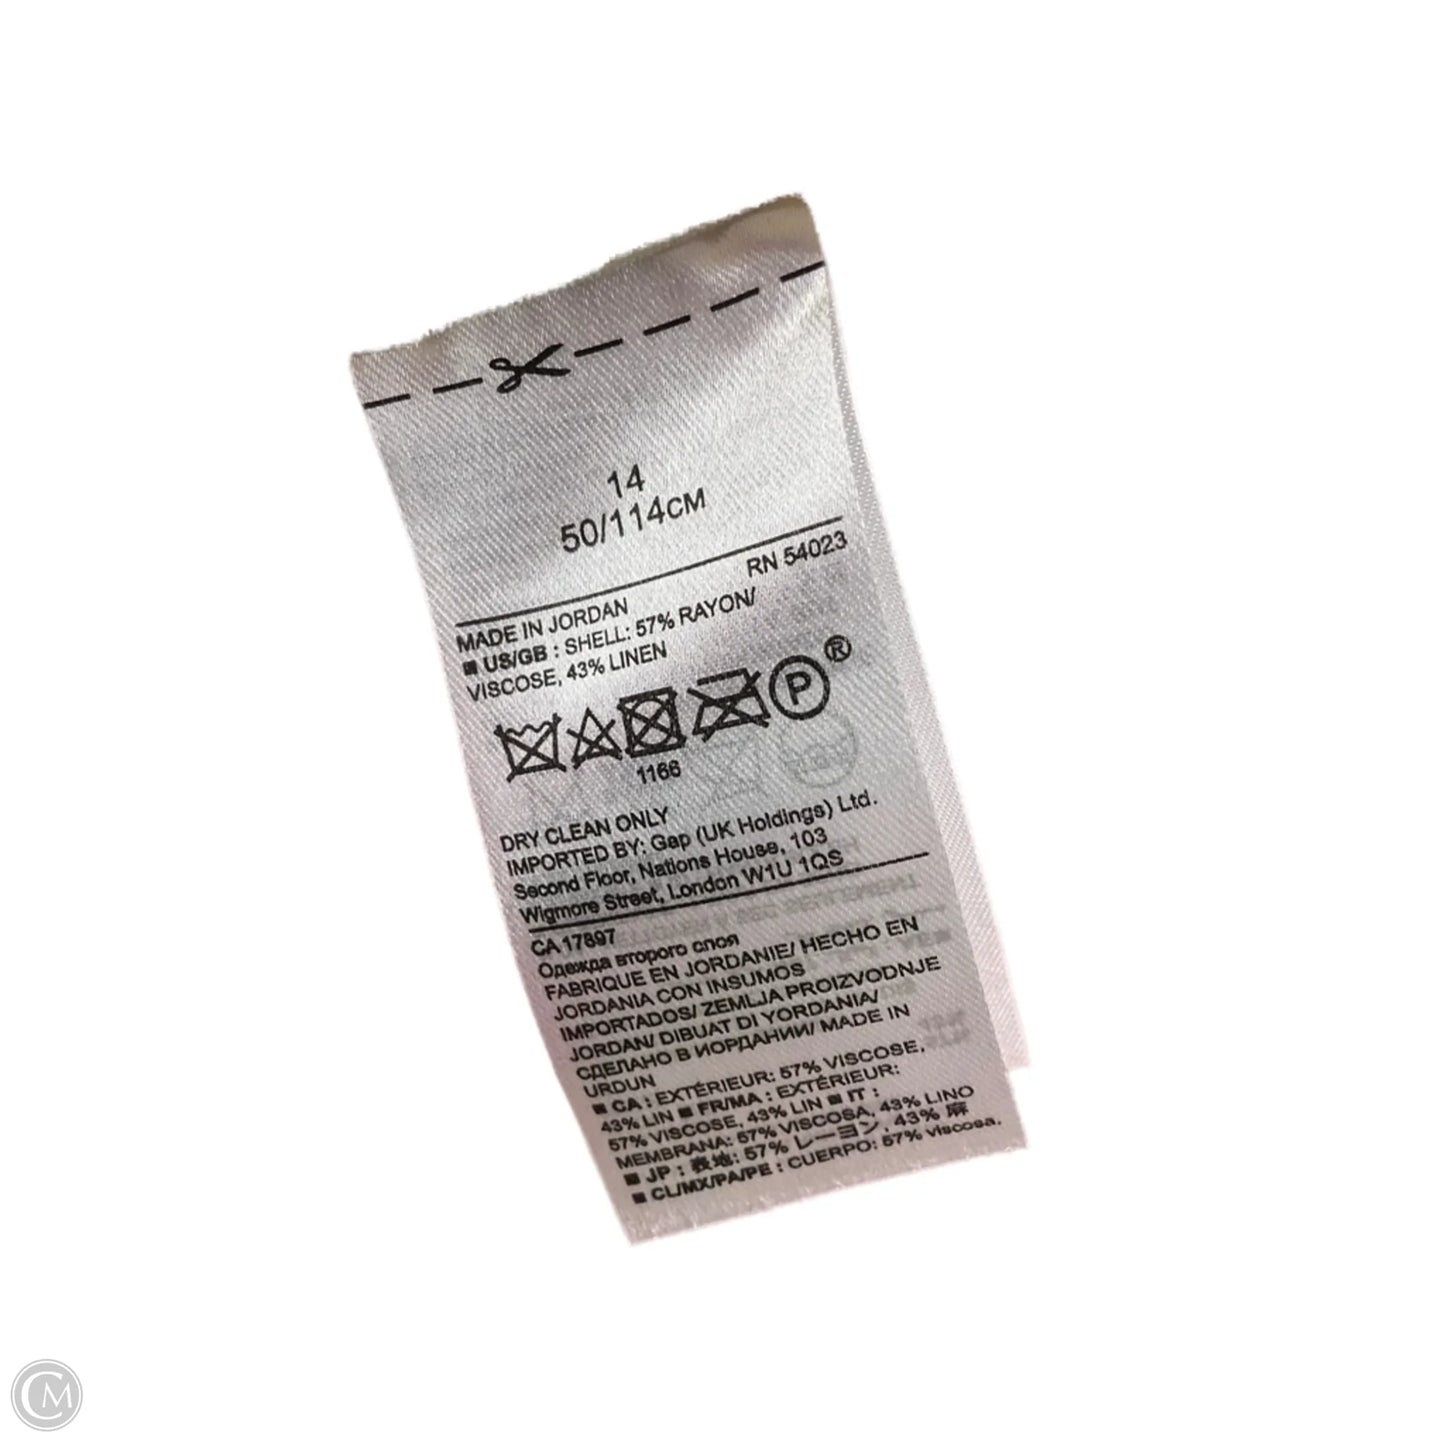 14
50/114CM
RN 54023
MADE IN JORDAN
■ US/GB : SHELL: 57% RAYON/
VISCOSE, 43% LINEN
P®
1166
DRY CLEAN ONLY
IMPORTED BY: Gap (UK Holdings) Ltd.
Second Floor, Nations House, 103
Wigmore Street, London W1U 1QS
CA 17897
Одежда второго слоя
FABRIQUE EN JORDANIE/ HECHO EN
JORDANIA CON INSUMOS
IMPORTADOS/ ZEMLJA PROIZVODNJE
JORDAN/ DIBUAT DI YORDANIA/
СДЕЛАНО В ИОРДАНИИ/ MADE IN
URDUN
■ CA : EXTÉRIEUR: 57% VISCOSE,
43% LIN ■ FR/MA : EXTÉRIEUR:
57% VISCOSE, 43% LIN ■ IT :
MEMBRANA: 57% VISCOSA, 43% LINO
■ JP : 表地: 57% レーヨン, 43% 麻
■ CL/MX/PA/PE : CUERPO: 57% viscosa,
CM